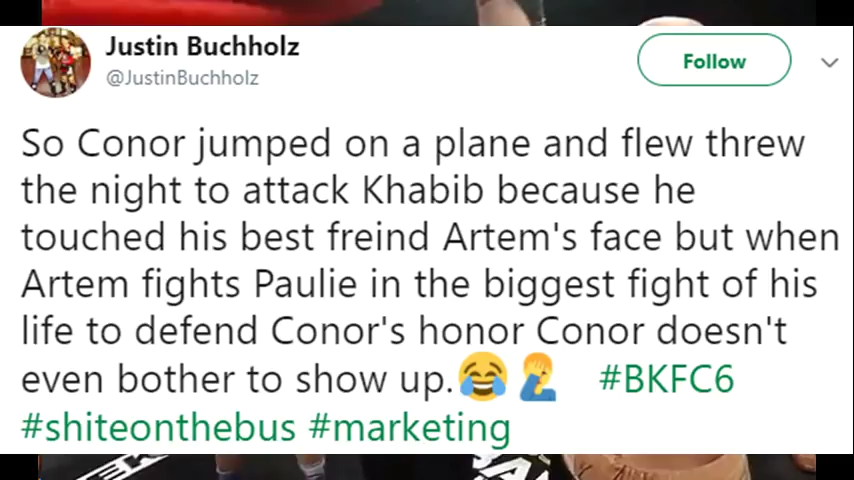 Justin Buchholz
@JustinBuchholz
Follow
So Conor jumped on a plane and flew threw
the night to attack Khabib because he
touched his best freind Artem's face but when
Artem fights Paulie in the biggest fight of his
life to defend Conor's honor Conor doesn't
even bother to show up.😂🤦‍♂️ #BKFC6
#shiteonthebus #marketing